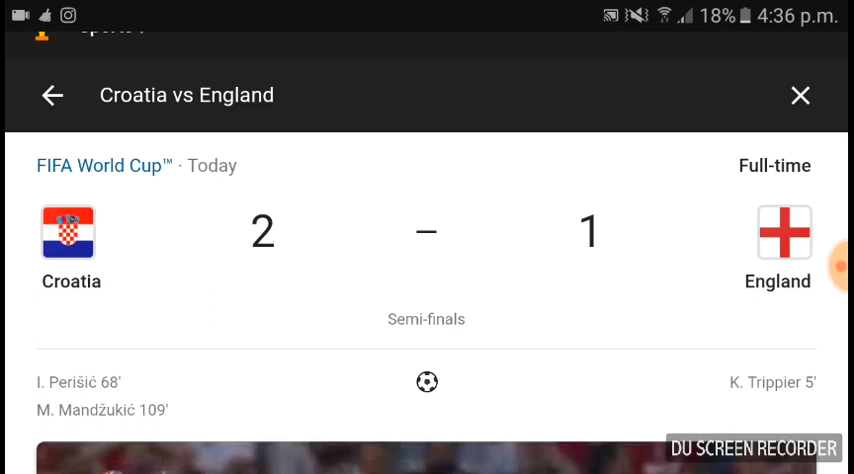 18% 4:36 p.m.
Croatia vs England
FIFA World Cup™ · Today Full-time
2 – 1
Croatia England
Semi-finals
I. Perišić 68' K. Trippier 5'
M. Mandžukić 109'
DU SCREEN RECORDER